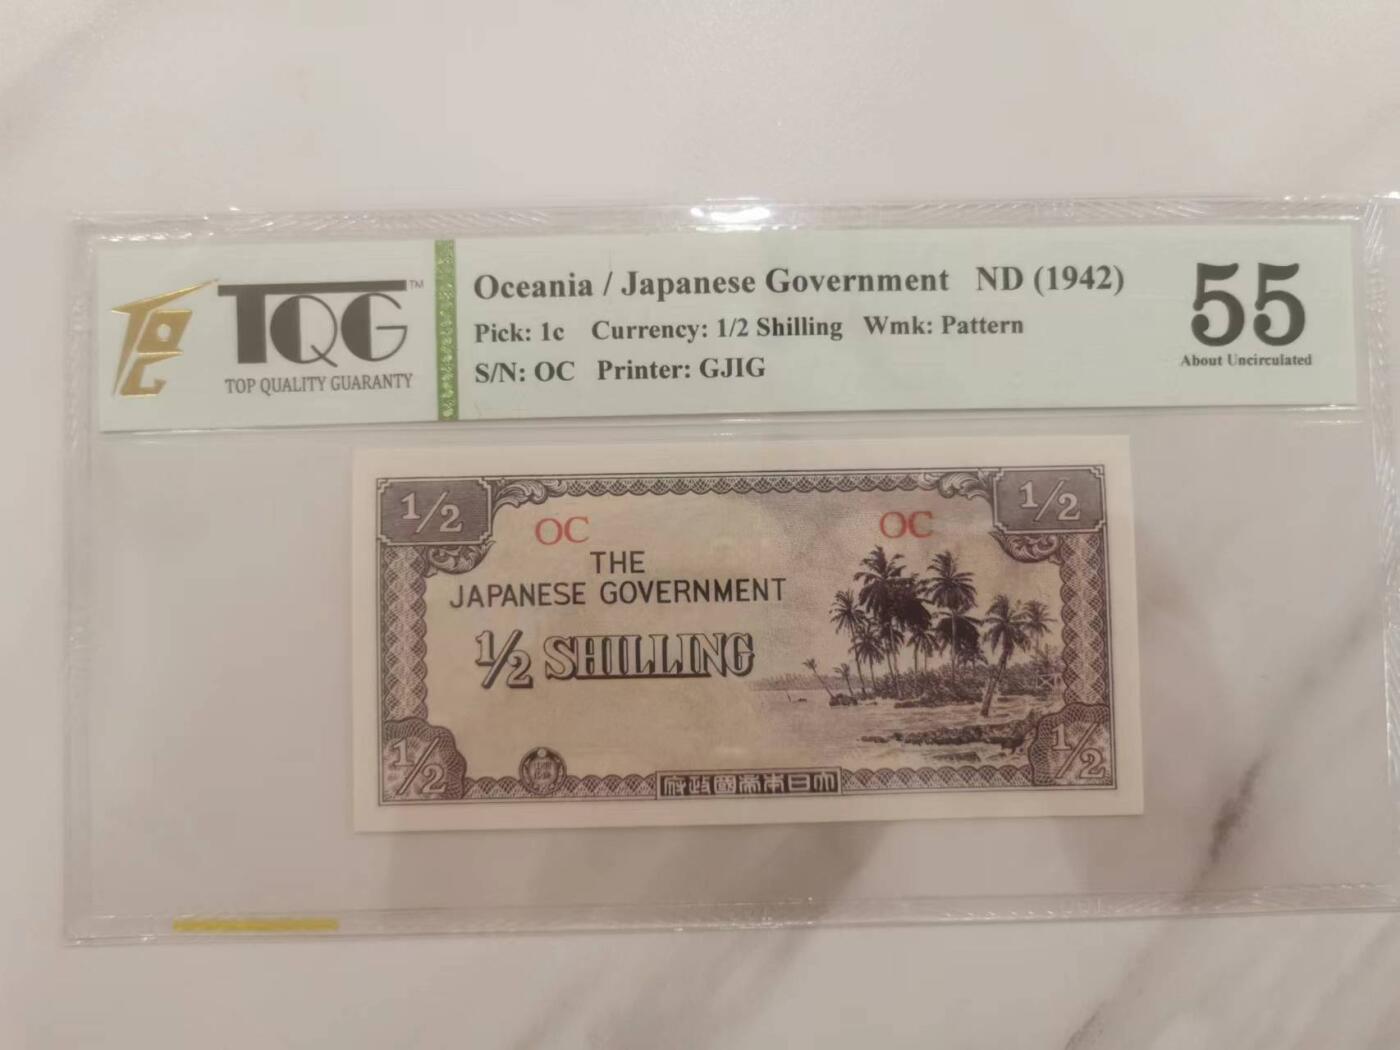 TQG™
TOP QUALITY GUARANTY
Oceania / Japanese Government ND (1942)
Pick: 1c Currency: 1/2 Shilling Wmk: Pattern
S/N: OC Printer: GJIG
55
About Uncirculated
1/2 1/2
OC OC
THE
JAPANESE GOVERNMENT
1/2 SHILLING
1/2 1/2
府政國帝本日大